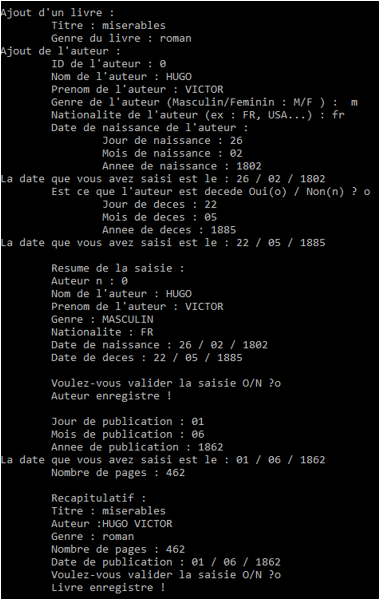 Ajout d'un livre :
Titre : miserables
Genre du livre : roman
Ajout de l'auteur :
ID de l'auteur : 0
Nom de l'auteur : HUGO
Prenom de l'auteur : VICTOR
Genre de l'auteur (Masculin/Feminin : M/F ) :  m
Nationalite de l'auteur (ex : FR, USA...) : fr
Date de naissance de l'auteur :
Jour de naissance : 26
Mois de naissance : 02
Annee de naissance : 1802
La date que vous avez saisi est le : 26 / 02 / 1802
Est ce que l'auteur est decede Oui(o) / Non(n) ? o
Jour de deces : 22
Mois de deces : 05
Annee de deces : 1885
La date que vous avez saisi est le : 22 / 05 / 1885
Resume de la saisie :
Auteur n : 0
Nom de l'auteur : HUGO
Prenom de l'auteur : VICTOR
Genre : MASCULIN
Nationalite : FR
Date de naissance : 26 / 02 / 1802
Date de deces : 22 / 05 / 1885
Voulez-vous valider la saisie O/N ?o
Auteur enregistre !
Jour de publication : 01
Mois de publication : 06
Annee de publication : 1862
La date que vous avez saisi est le : 01 / 06 / 1862
Nombre de pages : 462
Recapitulatif :
Titre : miserables
Auteur :HUGO VICTOR
Genre : roman
Nombre de pages : 462
Date de publication : 01 / 06 / 1862
Voulez-vous valider la saisie O/N ?o
Livre enregistre !